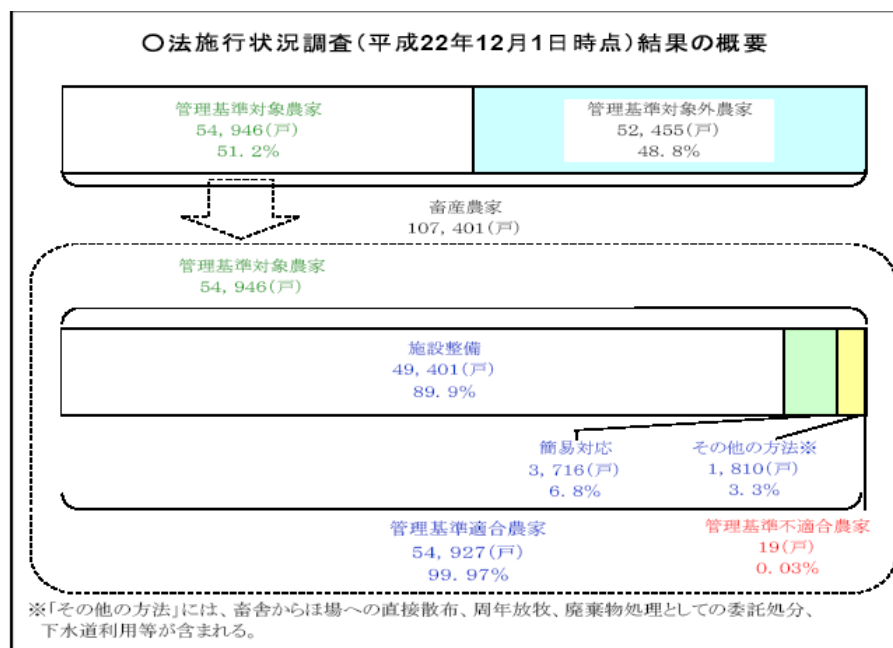 ○法施行状況調査(平成22年12月1日時点)結果の概要
管理基準対象農家
54,946(戸)
51.2%
管理基準対象外農家
52,455(戸)
48.8%
畜産農家
107,401(戸)
管理基準対象農家
54,946(戸)
施設整備
49,401(戸)
89.9%
簡易対応
3,716(戸)
6.8%
その他の方法※
1,810(戸)
3.3%
管理基準適合農家
54,927(戸)
99.97%
管理基準不適合農家
19(戸)
0.03%
※「その他の方法」には、畜舎からほ場への直接散布、周年放牧、廃棄物処理としての委託処分、
下水道利用等が含まれる。